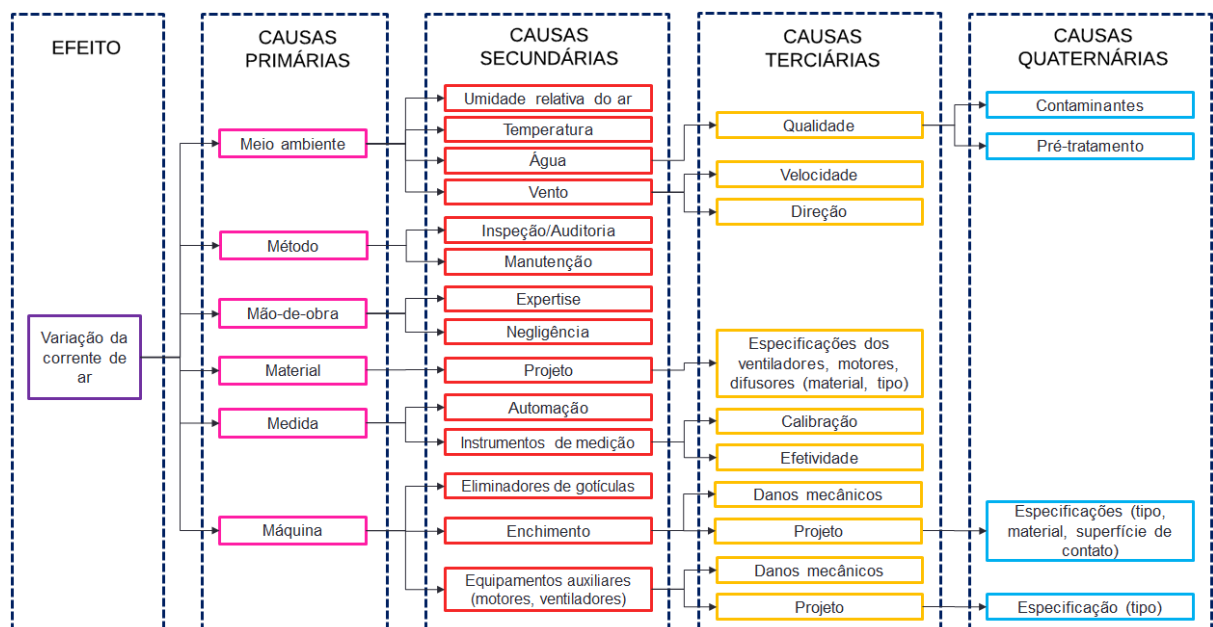 EFEITO
CAUSAS
PRIMÁRIAS
CAUSAS
SECUNDÁRIAS
CAUSAS
TERCIÁRIAS
CAUSAS
QUATERNÁRIAS
Variação da
corrente de
ar
Meio ambiente
Método
Mão-de-obra
Material
Medida
Máquina
Umidade relativa do ar
Temperatura
Água
Vento
Inspeção/Auditoria
Manutenção
Expertise
Negligência
Projeto
Automação
Instrumentos de medição
Eliminadores de gotículas
Enchimento
Equipamentos auxiliares
(motores, ventiladores)
Qualidade
Velocidade
Direção
Especificações dos
ventiladores, motores,
difusores (material, tipo)
Calibração
Efetividade
Danos mecânicos
Projeto
Danos mecânicos
Projeto
Contaminantes
Pré-tratamento
Especificações (tipo,
material, superfície de
contato)
Especificação (tipo)